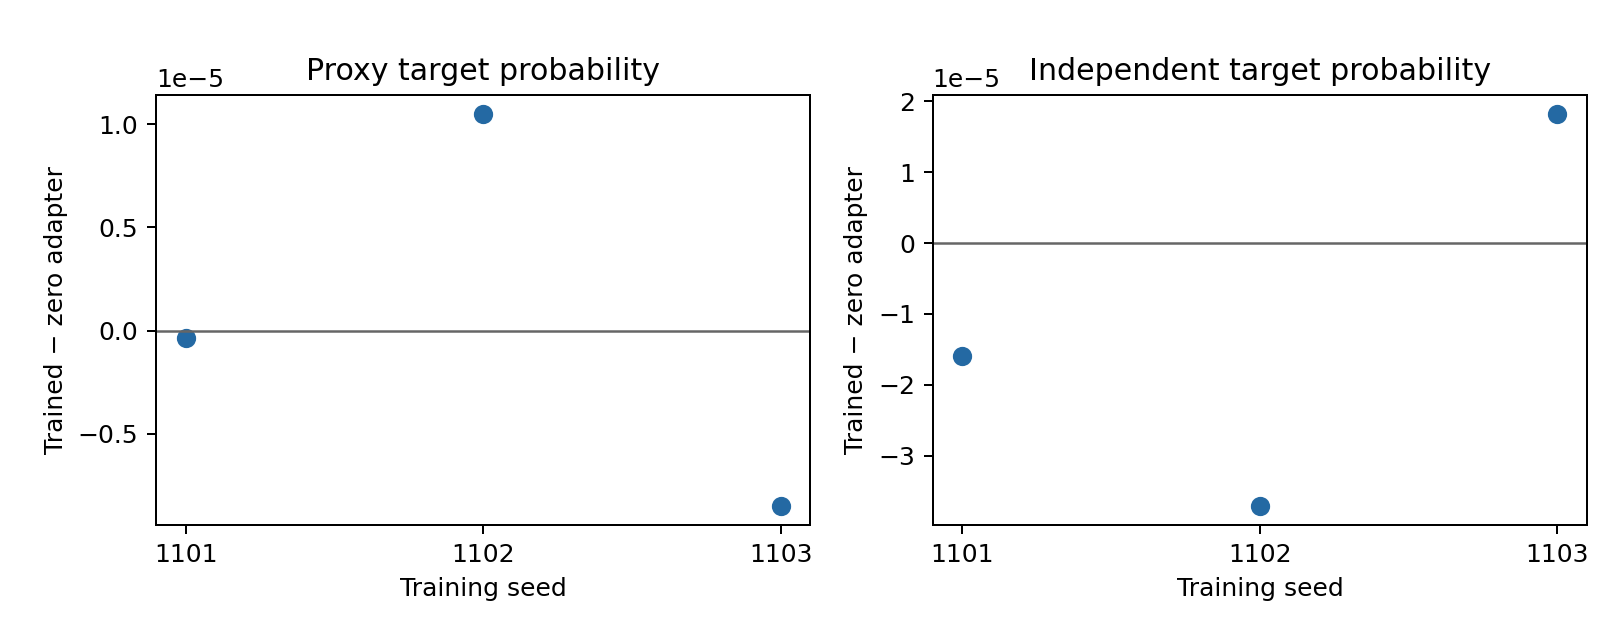 Proxy target probability
1e−5
1.0
0.5
0.0
−0.5
Trained − zero adapter
1101 1102 1103
Training seed
Independent target probability
1e−5
2
1
0
−1
−2
−3
Trained − zero adapter
1101 1102 1103
Training seed